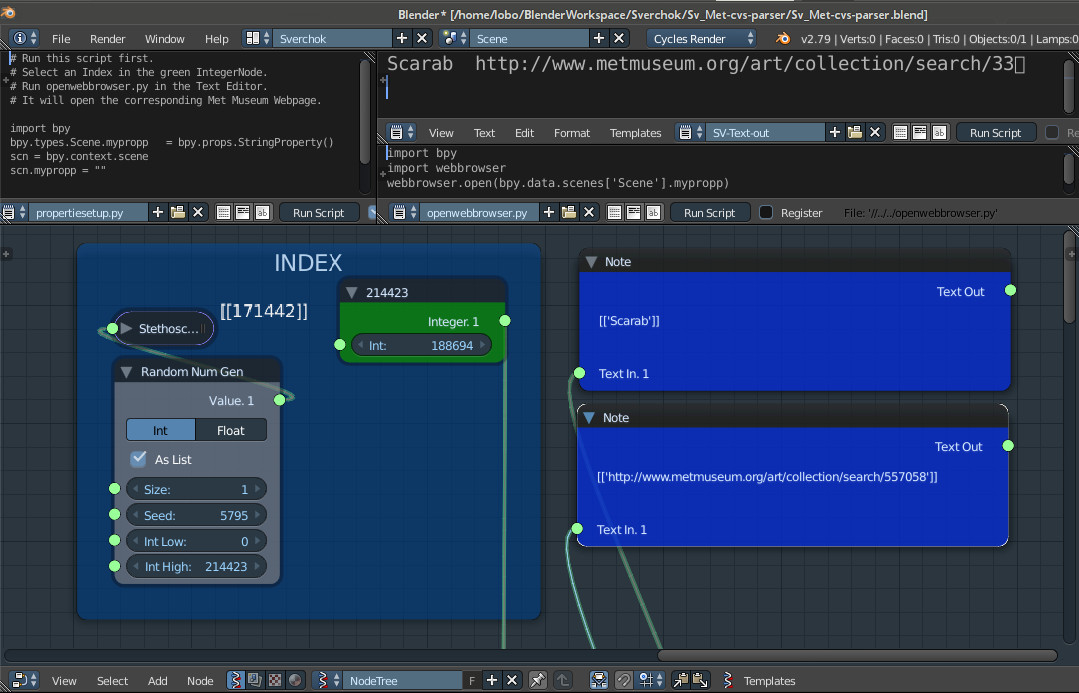 Blender* [/home/lobo/BlenderWorkspace/Sverchok/Sv_Met-cvs-parser/Sv_Met-cvs-parser.blend]
File Render Window Help Sverchok Scene Cycles Render v2.79 | Verts:0 | Faces:0 | Tris:0 | Objects:0/1 | Lamps:0
# Run this script first.
# Select an Index in the green IntegerNode.
# Run openwebbrowser.py in the Text Editor.
# It will open the corresponding Met Museum Webpage.
import bpy
bpy.types.Scene.mypropp = bpy.props.StringProperty()
scn = bpy.context.scene
scn.mypropp = ""
propertiesetup.py Run Script
Scarab http://www.metmuseum.org/art/collection/search/33
View Text Edit Format Templates SV-Text-out Run Script Re
import bpy
import webbrowser
webbrowser.open(bpy.data.scenes['Scene'].mypropp)
openwebbrowser.py Run Script Register File: '//../../openwebbrowser.py'
INDEX
[[171442]]
Stethosc...
214423
Integer. 1
Int: 188694
Random Num Gen
Value. 1
Int Float
As List
Size: 1
Seed: 5795
Int Low: 0
Int High: 214423
Note
Text Out
[['Scarab']]
Text In. 1
Note
Text Out
[['http://www.metmuseum.org/art/collection/search/557058']]
Text In. 1
View Select Add Node NodeTree F Templates